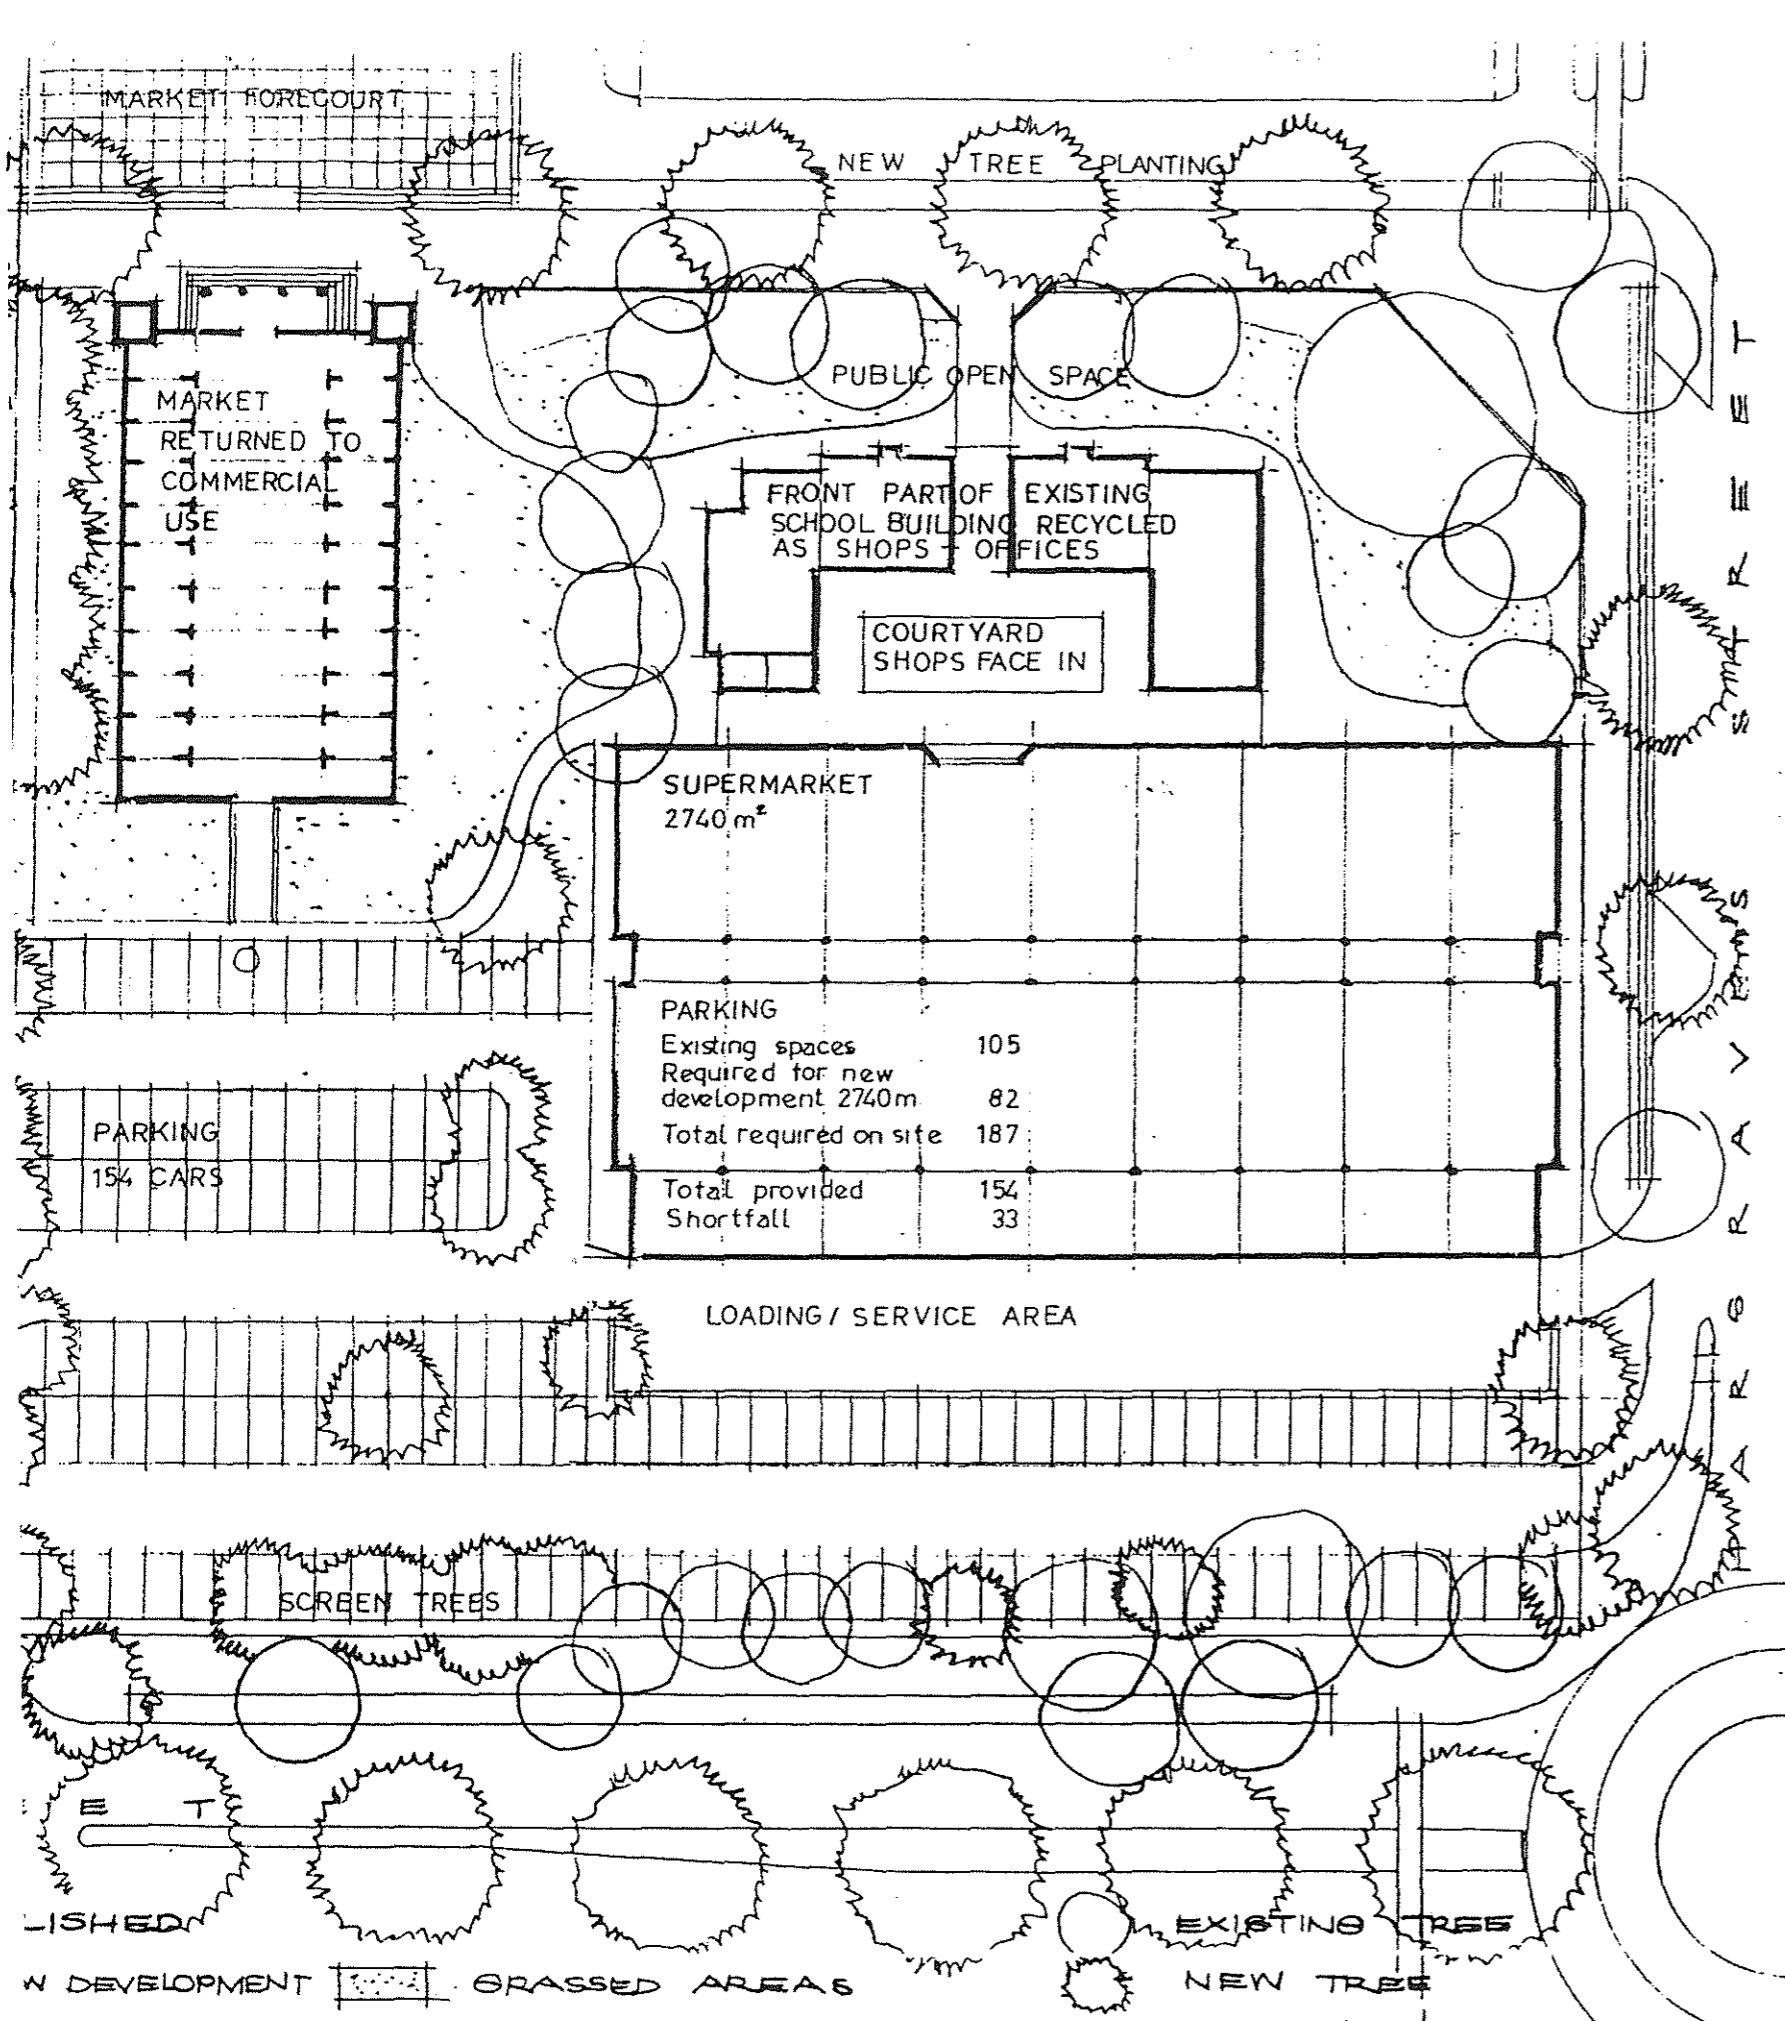 MARKET FORECOURT
NEW TREE PLANTING
PUBLIC OPEN SPACE
MARKET
RETURNED TO
COMMERCIAL
USE
FRONT PART OF EXISTING
SCHOOL BUILDING RECYCLED
AS SHOPS + OFFICES
COURTYARD
SHOPS FACE IN
SUPERMARKET
2740 m²
PARKING
Existing spaces 105
Required for new
development 2740m 82
Total required on site 187
Total provided 154
Shortfall 33
PARKING
154 CARS
LOADING / SERVICE AREA
SCREEN TREES
HARGRAVES STREET
E T
LISHED
EXISTING TREE
W DEVELOPMENT
GRASSED AREAS
NEW TREE